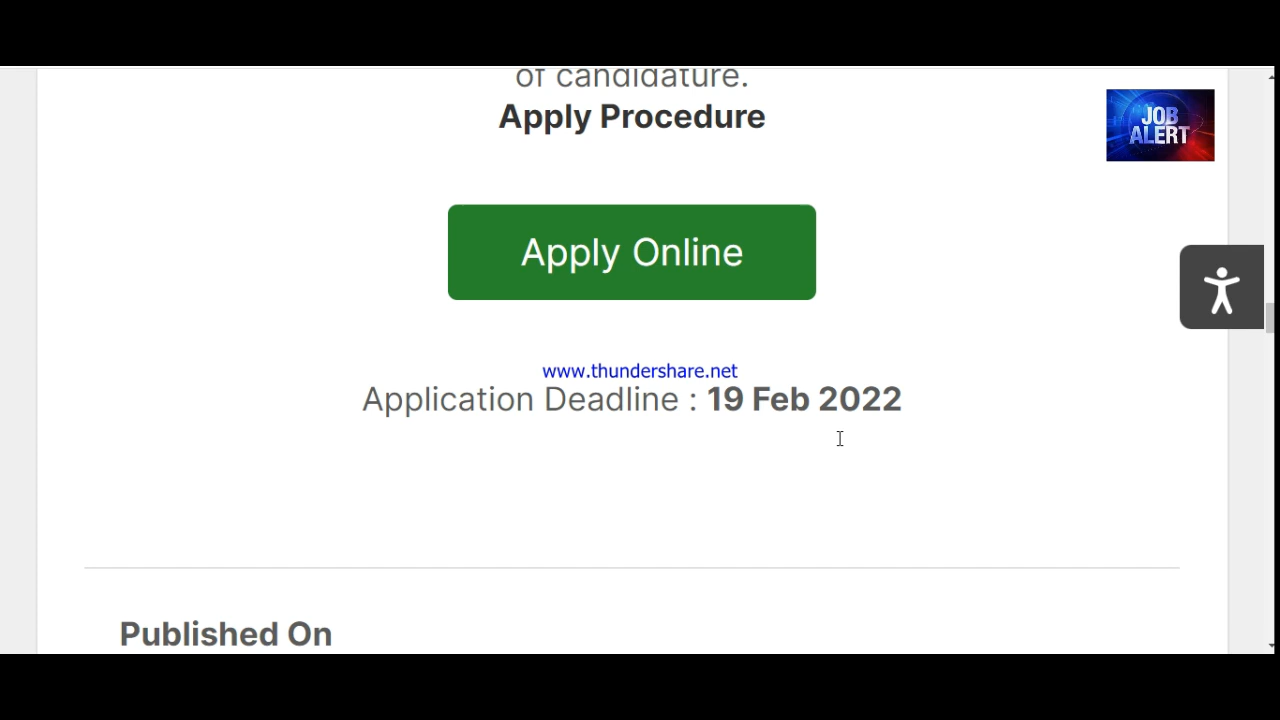 of candidature.
Apply Procedure
JOB
ALERT
Apply Online
www.thundershare.net
Application Deadline : 19 Feb 2022
Published On